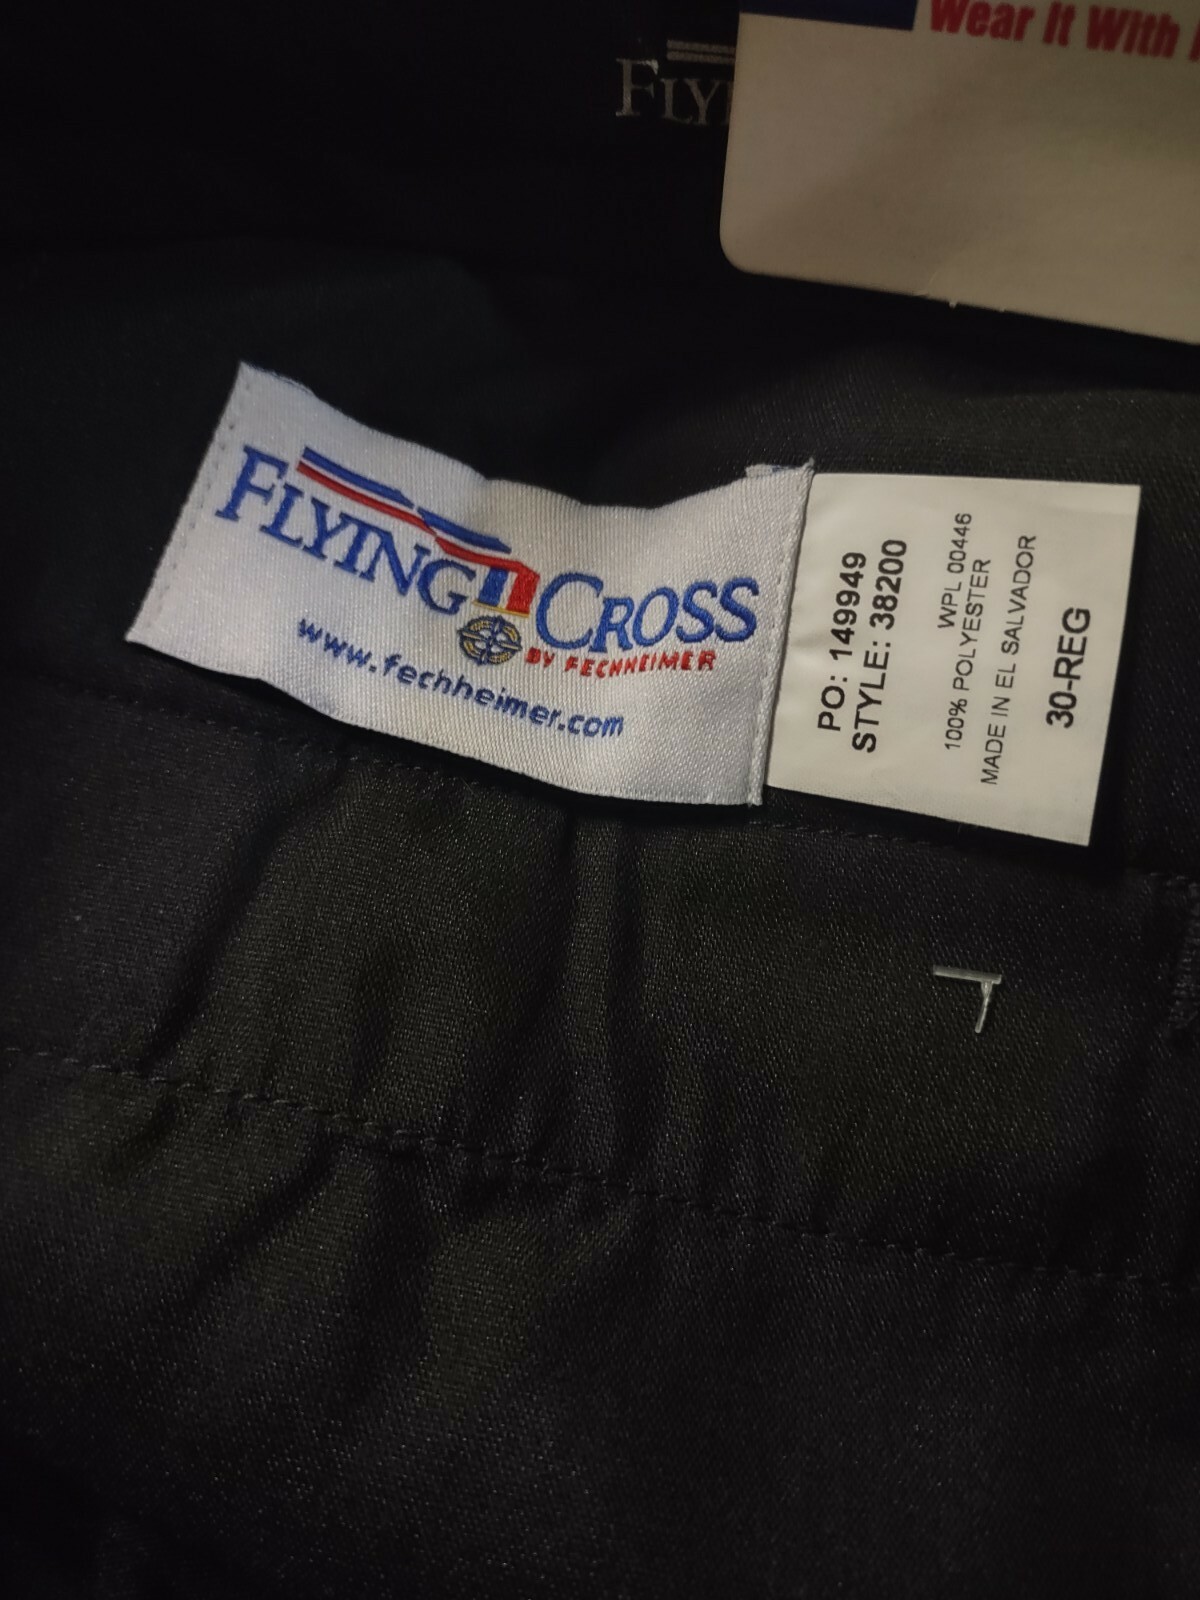 Wear It With
FLY
FLYING CROSS
BY FECHHEIMER
www.fechheimer.com
PO: 149949
STYLE: 38200
WPL 00446
100% POLYESTER
MADE IN EL SALVADOR
30-REG